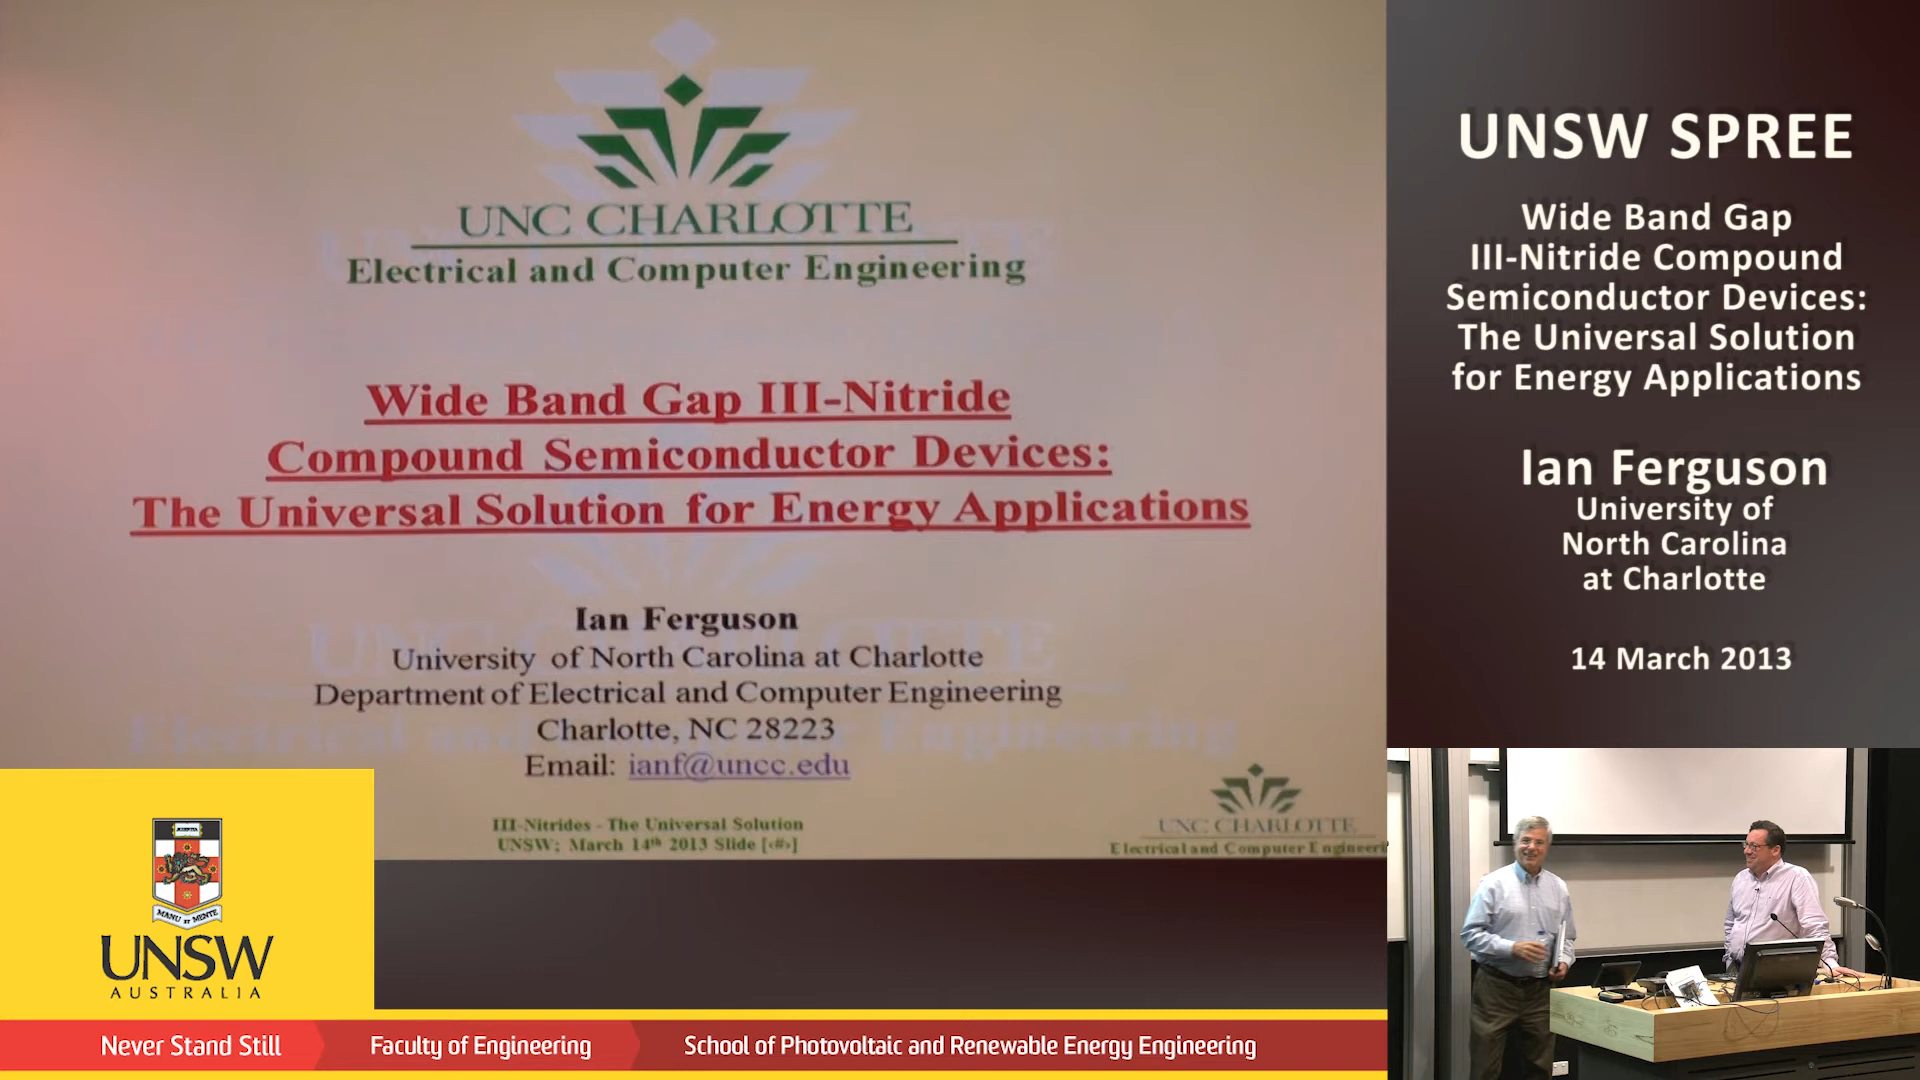 UNC CHARLOTTE
Electrical and Computer Engineering
Wide Band Gap III-Nitride
Compound Semiconductor Devices:
The Universal Solution for Energy Applications
Ian Ferguson
University of North Carolina at Charlotte
Department of Electrical and Computer Engineering
Charlotte, NC 28223
Email: ianf@uncc.edu
III-Nitrides - The Universal Solution
UNSW; March 14th 2013 Slide [‹#›]
UNC CHARLOTTE
Electrical and Computer Engineeri
UNSW SPREE
Wide Band Gap
III-Nitride Compound
Semiconductor Devices:
The Universal Solution
for Energy Applications
Ian Ferguson
University of
North Carolina
at Charlotte
14 March 2013
MANU ET MENTE
UNSW
AUSTRALIA
Never Stand Still
Faculty of Engineering
School of Photovoltaic and Renewable Energy Engineering